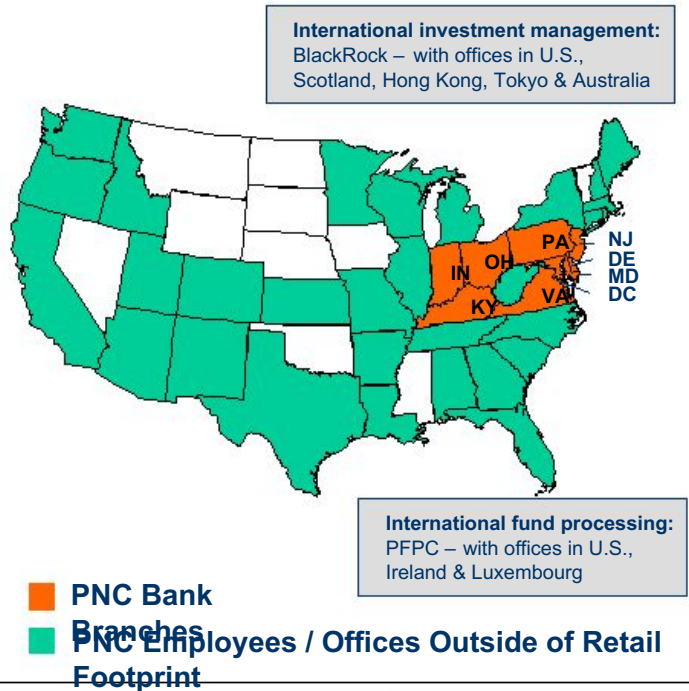 International investment management:
BlackRock – with offices in U.S.,
Scotland, Hong Kong, Tokyo & Australia
PA
NJ
OH
DE
IN
MD
VA
DC
KY
International fund processing:
PFPC – with offices in U.S.,
Ireland & Luxembourg
PNC Bank
Branches
PNC Employees / Offices Outside of Retail
Footprint